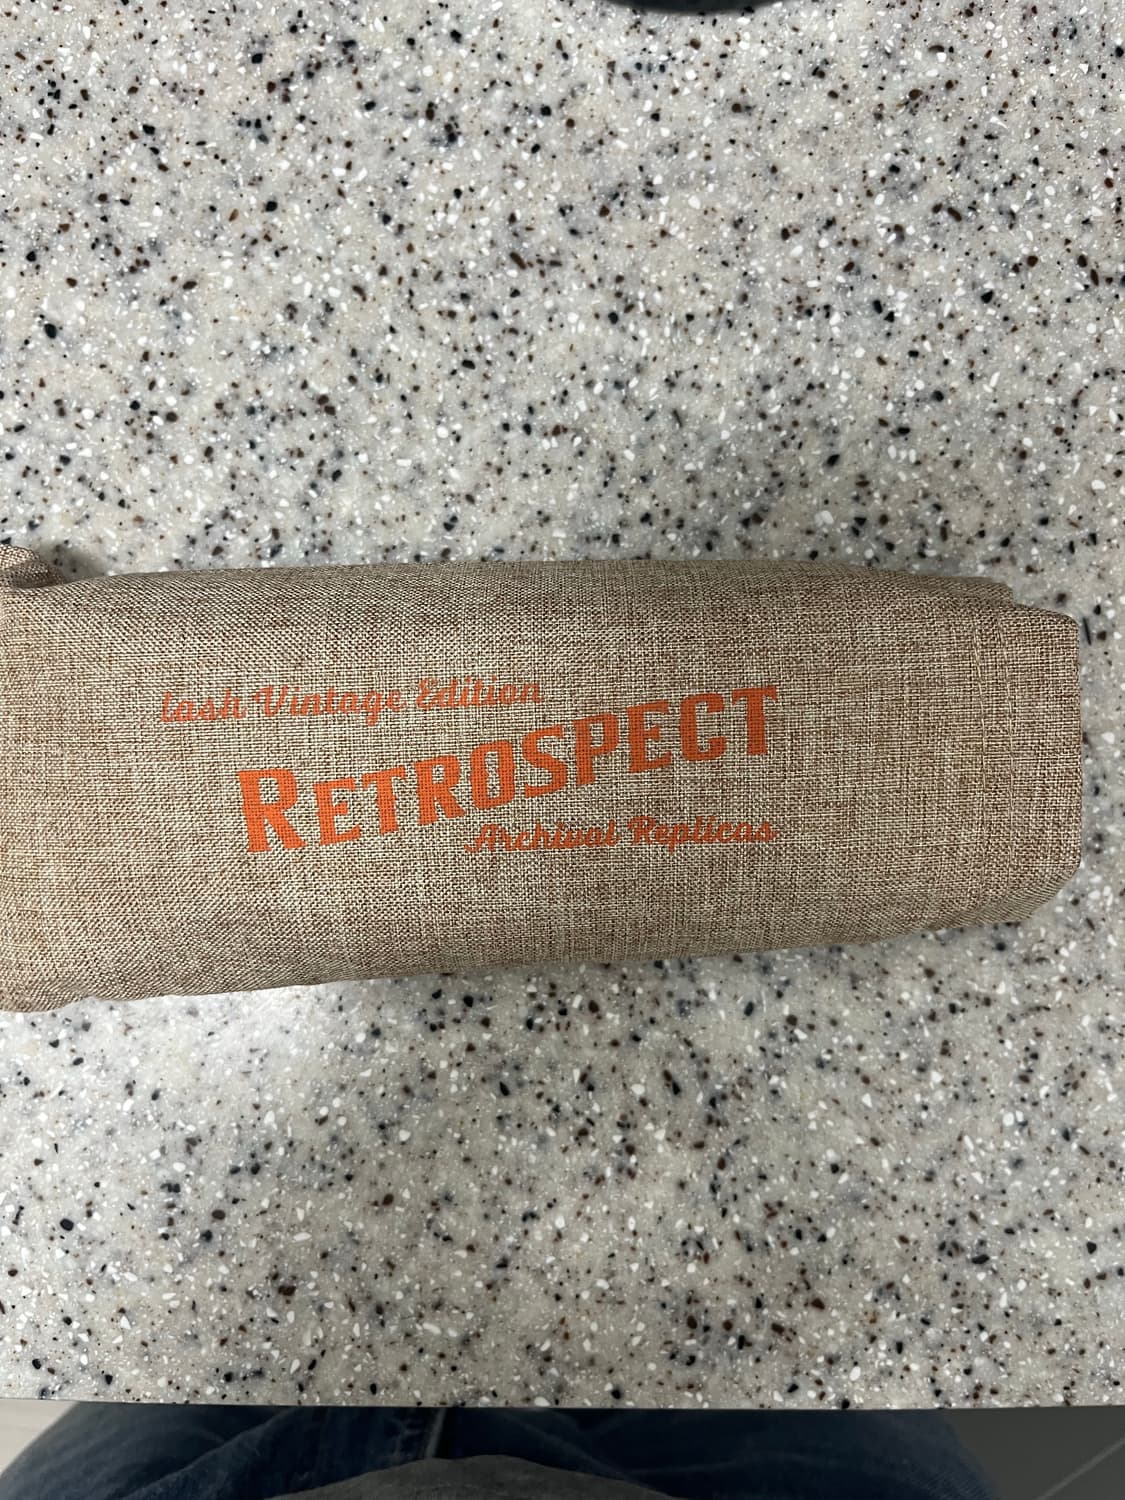 Lash Vintage Edition
RETROSPECT
Archival Replicas